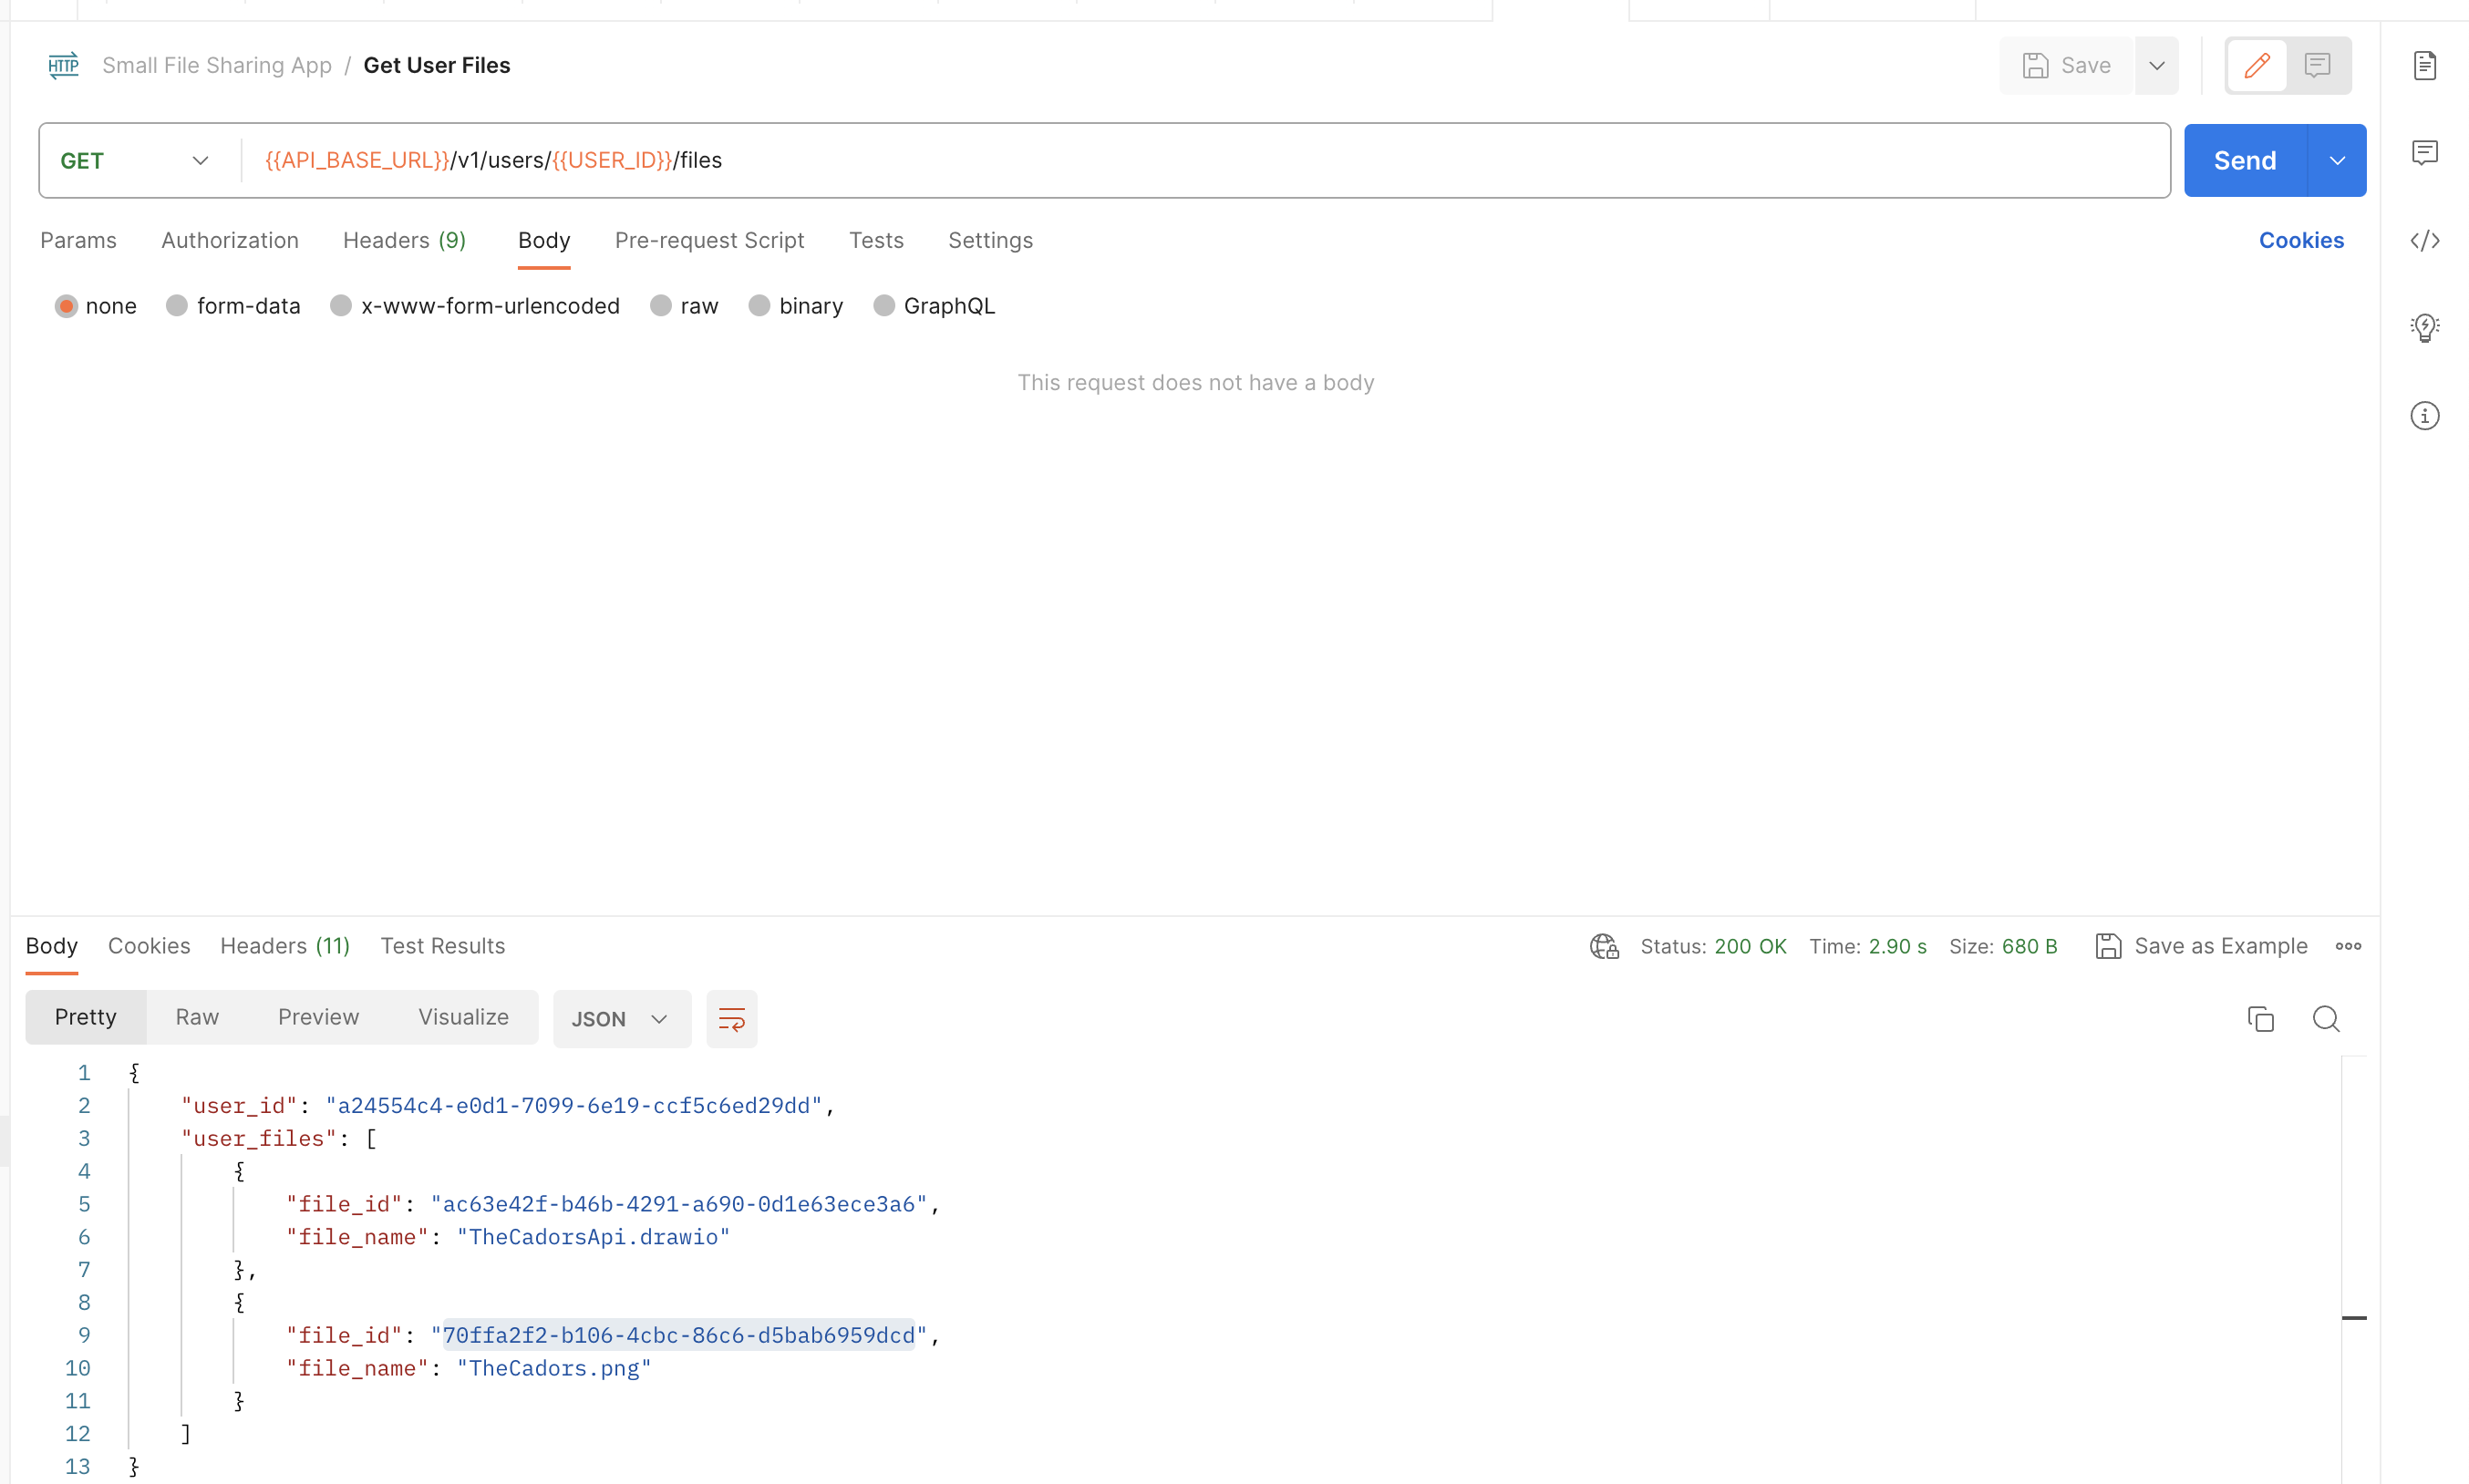 HTTP Small File Sharing App / Get User Files Save
GET {{API_BASE_URL}}/v1/users/{{USER_ID}}/files Send
Params Authorization Headers (9) Body Pre-request Script Tests Settings Cookies
none form-data x-www-form-urlencoded raw binary GraphQL
This request does not have a body
Body Cookies Headers (11) Test Results Status: 200 OK Time: 2.90 s Size: 680 B Save as Example
Pretty Raw Preview Visualize JSON
1 {
2 "user_id": "a24554c4-e0d1-7099-6e19-ccf5c6ed29dd",
3 "user_files": [
4 {
5 "file_id": "ac63e42f-b46b-4291-a690-0d1e63ece3a6",
6 "file_name": "TheCadorsApi.drawio"
7 },
8 {
9 "file_id": "70ffa2f2-b106-4cbc-86c6-d5bab6959dcd",
10 "file_name": "TheCadors.png"
11 }
12 ]
13 }